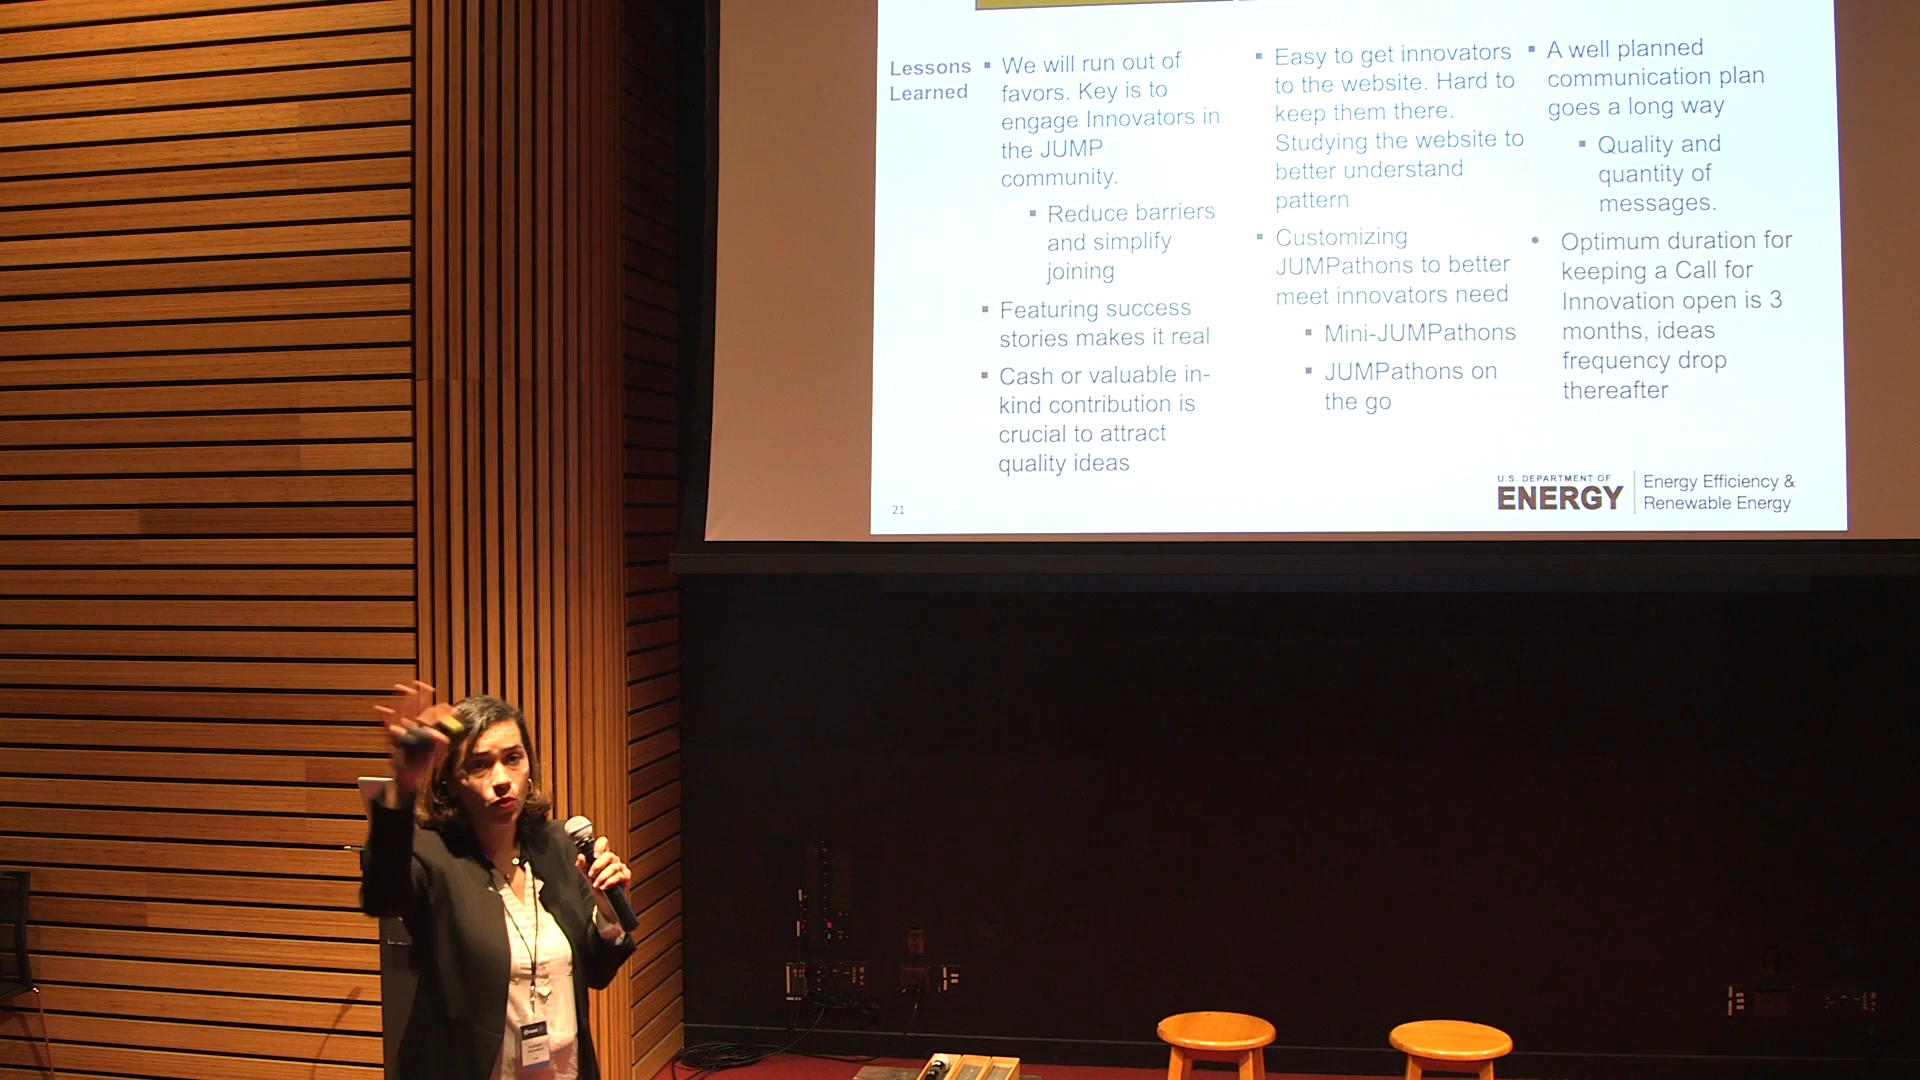 Lessons
Learned
▪ We will run out of
favors. Key is to
engage Innovators in
the JUMP
community.
▪ Reduce barriers
and simplify
joining
▪ Featuring success
stories makes it real
▪ Cash or valuable in-
kind contribution is
crucial to attract
quality ideas
▪ Easy to get innovators
to the website. Hard to
keep them there.
Studying the website to
better understand
pattern
▪ Customizing
JUMPathons to better
meet innovators need
▪ Mini-JUMPathons
▪ JUMPathons on
the go
▪ A well planned
communication plan
goes a long way
▪ Quality and
quantity of
messages.
• Optimum duration for
keeping a Call for
Innovation open is 3
months, ideas
frequency drop
thereafter
21
U.S. DEPARTMENT OF
ENERGY
Energy Efficiency &
Renewable Energy